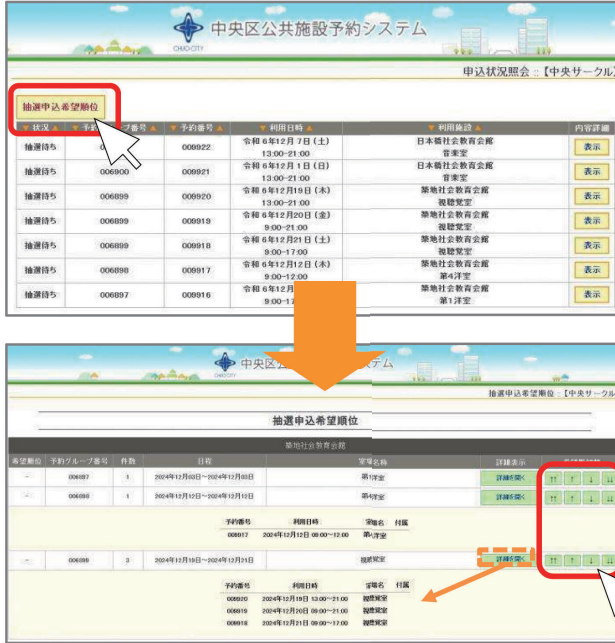 中央区公共施設予約システム
CHUO CITY
申込状況照会 :: 【中央サークル】
抽選申込希望順位
▼ 状況 ▲ ▼ 予約 プ番号 ▲ ▼ 予約番号 ▲ ▼ 利用日時 ▲ ▼ 利用施設 ▲ 内容詳細
抽選待ち 009922 令和 6年12月 7日 (土) 日本橋社会教育会館 表示
13:00-21:00 音楽室
抽選待ち 006900 009921 令和 6年12月 1日 (日) 日本橋社会教育会館 表示
13:00-21:00 音楽室
抽選待ち 006899 009920 令和 6年12月19日 (木) 築地社会教育会館 表示
13:00-21:00 視聴覚室
抽選待ち 006899 009919 令和 6年12月20日 (金) 築地社会教育会館 表示
9:00-21:00 視聴覚室
抽選待ち 006899 009918 令和 6年12月21日 (土) 築地社会教育会館 表示
9:00-17:00 視聴覚室
抽選待ち 006898 009917 令和 6年12月12日 (木) 築地社会教育会館 表示
9:00-12:00 第4洋室
抽選待ち 006897 009916 令和 6年12月 築地社会教育会館 表示
9:00-1 第1洋室
中央区 ステム
抽選申込希望順位 : 【中央サークル
抽選申込希望順位
築地社会教育会館
希望順位 予約グループ番号 件数 日程 室場名称 詳細表示
- 006897 1 2024年12月03日～2024年12月03日 第1洋室 詳細を開く ↑↑ ↑ ↓ ↓↓
- 006898 1 2024年12月12日～2024年12月12日 第4洋室 詳細を開く ↑↑ ↑ ↓ ↓↓
予約番号 利用日時 室場名 付属
009917 2024年12月12日 09:00～12:00 第4洋室
- 006899 3 2024年12月19日～2024年12月21日 視聴覚室 詳細を開く ↑↑ ↑ ↓ ↓↓
予約番号 利用日時 室場名 付属
009920 2024年12月19日 13:00～21:00 視聴覚室
009919 2024年12月20日 09:00～21:00 視聴覚室
009918 2024年12月21日 09:00～17:00 視聴覚室